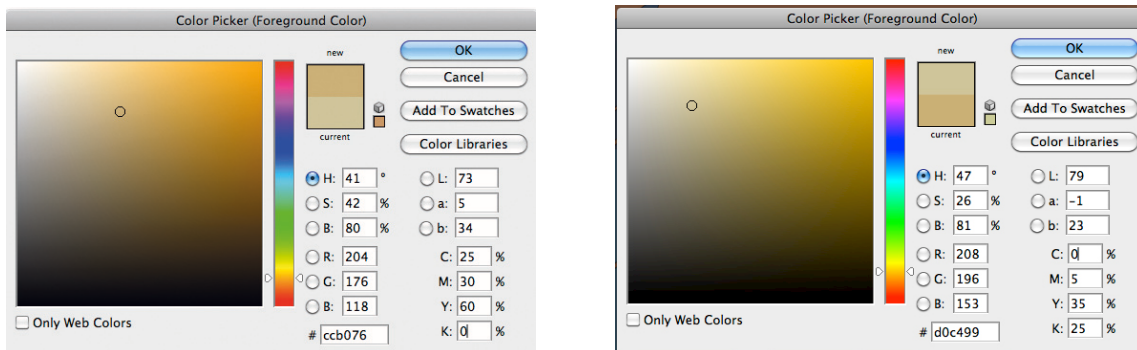 Color Picker (Foreground Color)
new
current
OK
Cancel
Add To Swatches
Color Libraries
H: 41 °
L: 73
S: 42 %
a: 5
B: 80 %
b: 34
R: 204
C: 25 %
G: 176
M: 30 %
B: 118
Y: 60 %
# ccb076
K: 0 %
Only Web Colors
Color Picker (Foreground Color)
new
current
OK
Cancel
Add To Swatches
Color Libraries
H: 47 °
L: 79
S: 26 %
a: -1
B: 81 %
b: 23
R: 208
C: 0 %
G: 196
M: 5 %
B: 153
Y: 35 %
# d0c499
K: 25 %
Only Web Colors